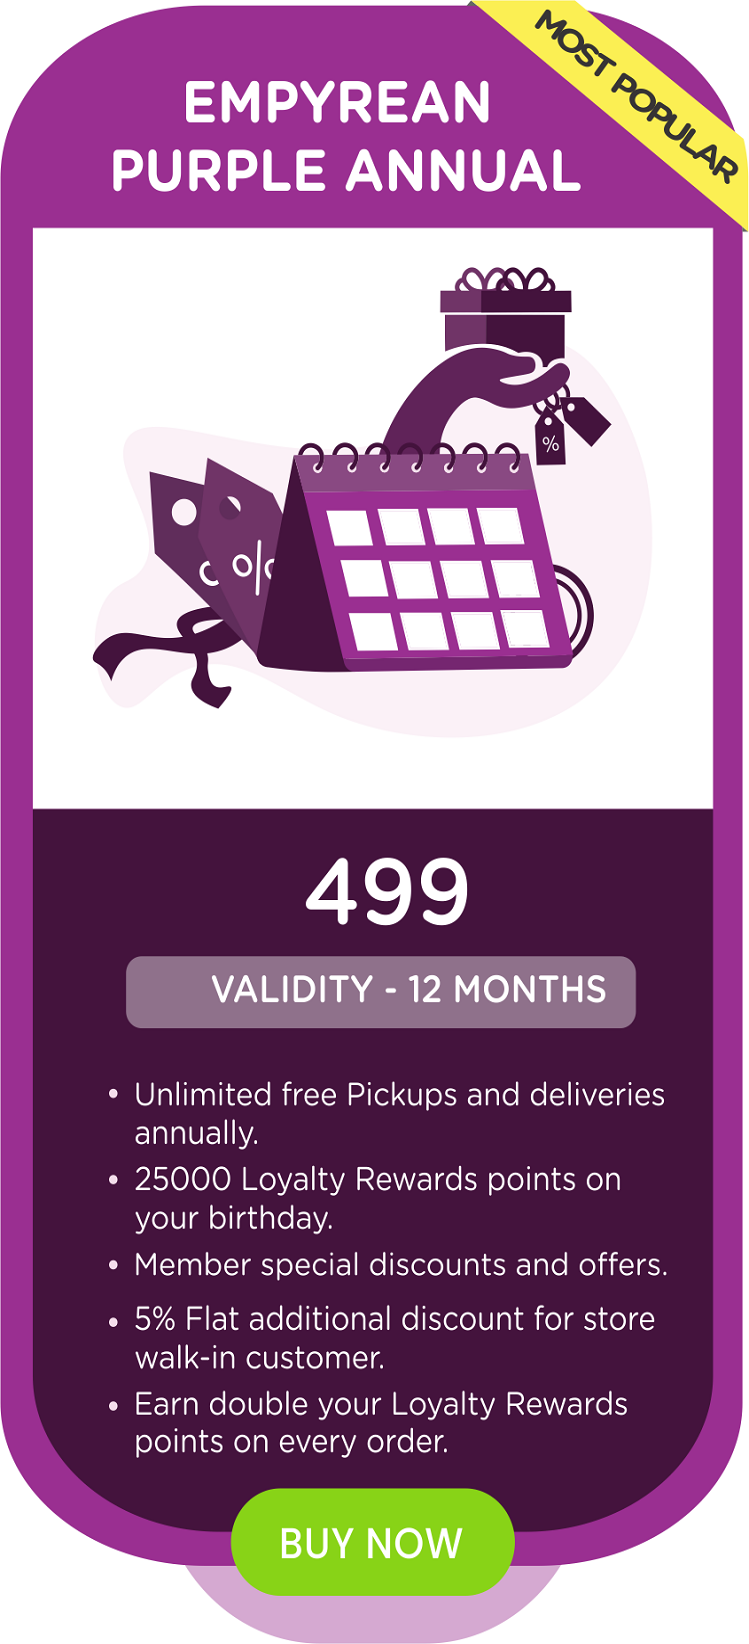 MOST POPULAR
EMPYREAN
PURPLE ANNUAL
%
%
499
VALIDITY - 12 MONTHS
• Unlimited free Pickups and deliveries
annually.
• 25000 Loyalty Rewards points on
your birthday.
• Member special discounts and offers.
• 5% Flat additional discount for store
walk-in customer.
• Earn double your Loyalty Rewards
points on every order.
BUY NOW